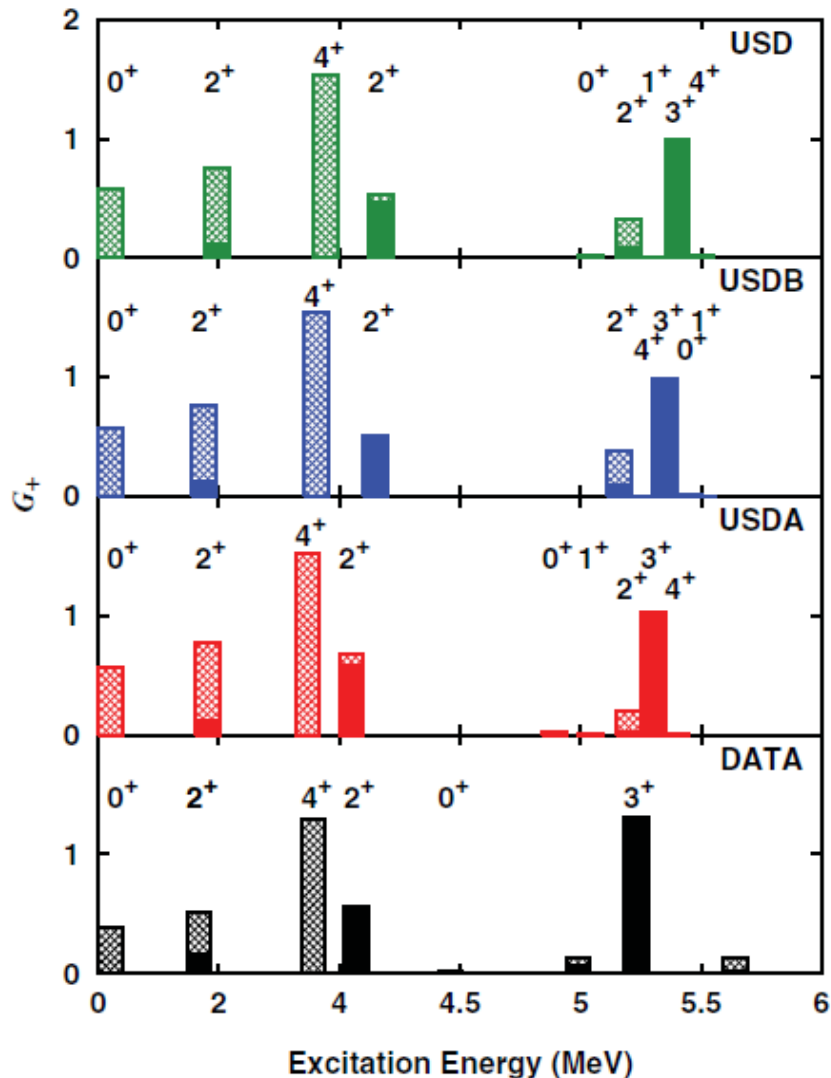 2
USD
4⁺
0⁺ 2⁺ 2⁺ 0⁺ 1⁺ 4⁺
2⁺ 3⁺
1
0
USDB
4⁺
0⁺ 2⁺ 2⁺ 2⁺ 3⁺ 1⁺
4⁺ 0⁺
1
0
G₊
USDA
4⁺
0⁺ 2⁺ 2⁺ 0⁺ 1⁺ 3⁺
2⁺ 4⁺
1
0
DATA
0⁺ 2⁺ 4⁺ 2⁺ 0⁺ 3⁺
1
0
0 2 4 4.5 5 5.5 6
Excitation Energy (MeV)